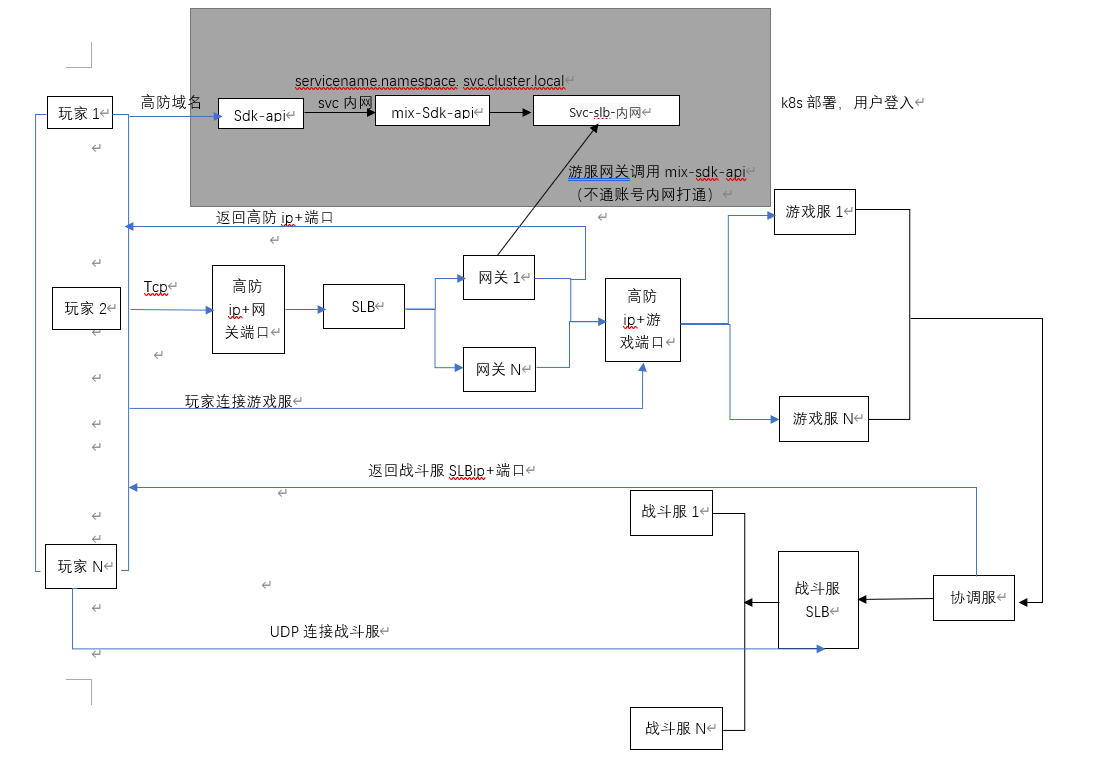 servicename.namespace. svc.cluster.local
高防域名
svc 内网
k8s 部署，用户登入
玩家 1
Sdk-api
mix-Sdk-api
Svc-slb-内网
游服网关调用 mix-sdk-api
（不通账号内网打通）
返回高防 ip+端口
游戏服 1
Tcp
玩家 2
高防
ip+网
关端口
SLB
网关 1
高防
ip+游
戏端口
网关 N
玩家连接游戏服
游戏服 N
返回战斗服 SLBip+端口
战斗服 1
玩家 N
战斗服
SLB
协调服
UDP 连接战斗服
战斗服 N